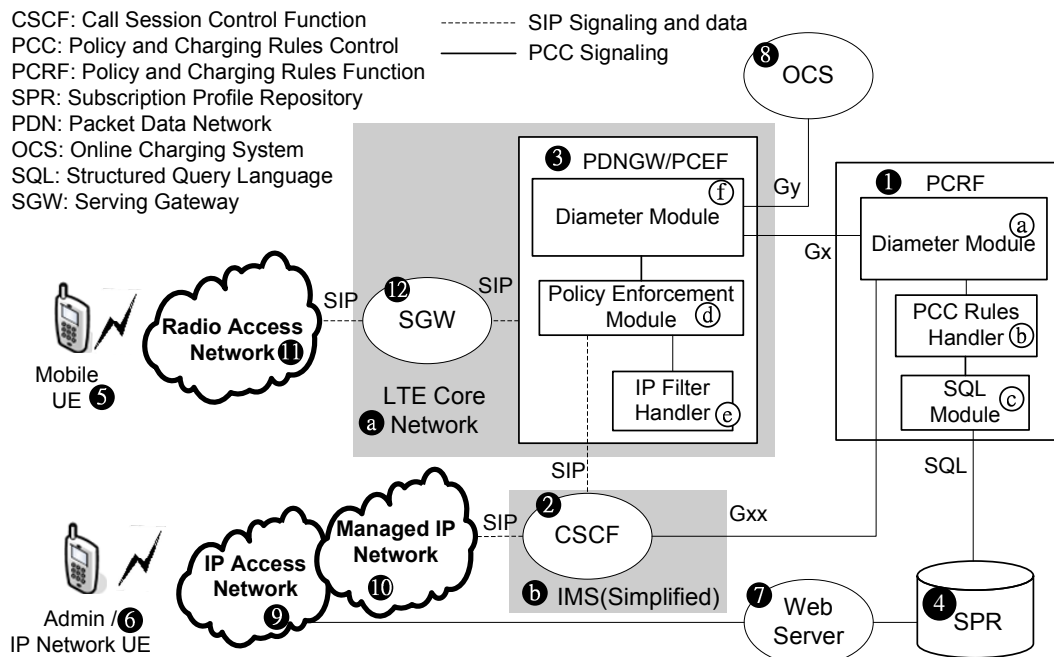 CSCF: Call Session Control Function
PCC: Policy and Charging Rules Control
PCRF: Policy and Charging Rules Function
SPR: Subscription Profile Repository
PDN: Packet Data Network
OCS: Online Charging System
SQL: Structured Query Language
SGW: Serving Gateway
SIP Signaling and data
PCC Signaling
8
OCS
3 PDNGW/PCEF
f
Diameter Module
Gy
Gx
1 PCRF
a
Diameter Module
PCC Rules
Handler b
SQL
Module c
SQL
Policy Enforcement
Module d
IP Filter
Handler e
12
SGW
SIP
SIP
Radio Access
Network 11
Mobile
UE 5
LTE Core
a Network
SIP
2
CSCF
Gxx
b IMS(Simplified)
SIP
Managed IP
Network
10
IP Access
Network
9
Admin / 6
IP Network UE
7
Web
Server
4
SPR